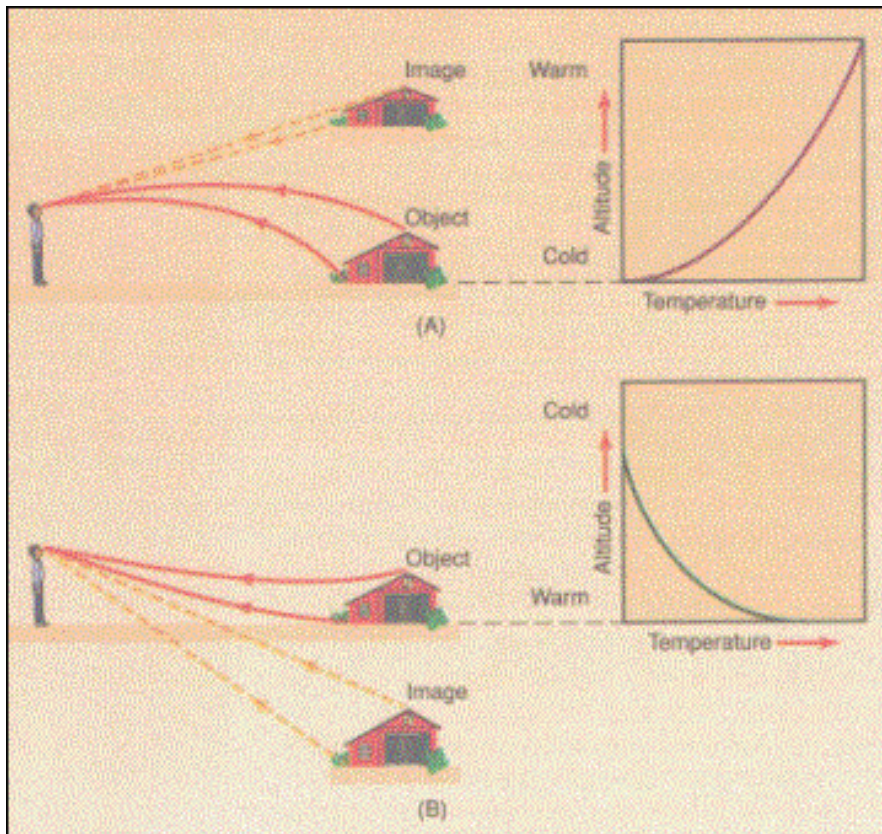 Image
Warm
Altitude
Object
Cold
Temperature
(A)
Cold
Altitude
Object
Warm
Temperature
Image
(B)